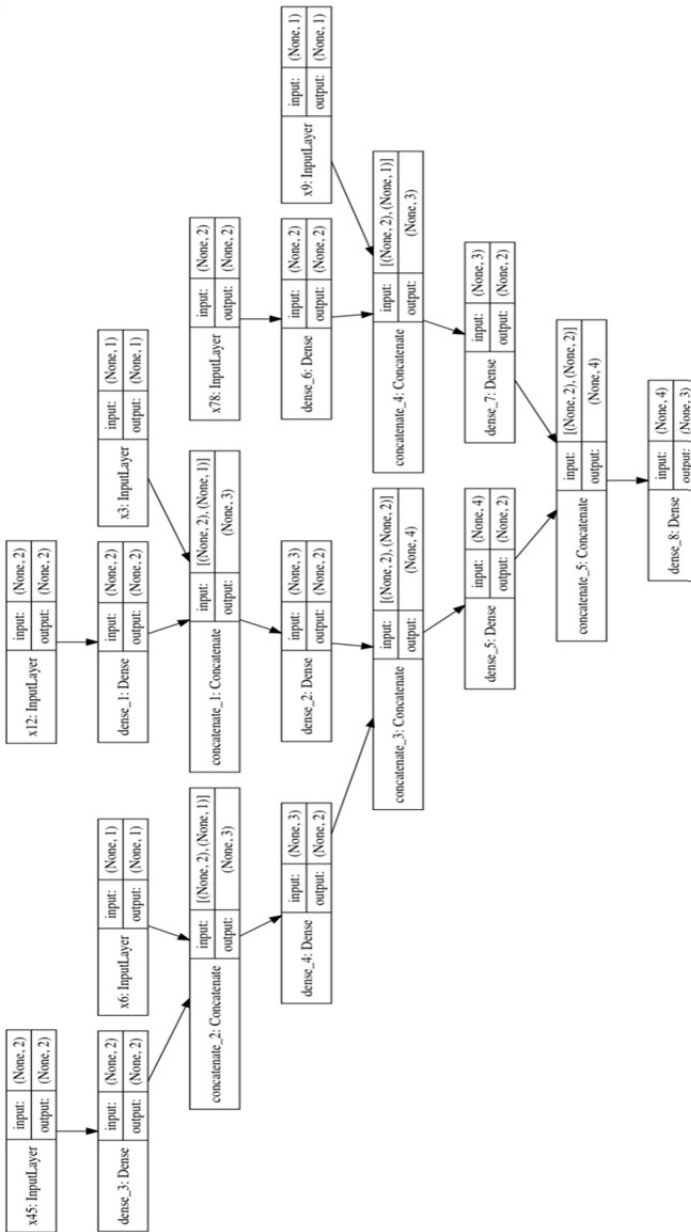 x45: InputLayer
input: (None, 2)
output: (None, 2)
x12: InputLayer
input: (None, 2)
output: (None, 2)
dense_3: Dense
input: (None, 2)
output: (None, 2)
x6: InputLayer
input: (None, 1)
output: (None, 1)
dense_1: Dense
input: (None, 2)
output: (None, 2)
x3: InputLayer
input: (None, 1)
output: (None, 1)
concatenate_2: Concatenate
input: [(None, 2), (None, 1)]
output: (None, 3)
concatenate_1: Concatenate
input: [(None, 2), (None, 1)]
output: (None, 3)
x78: InputLayer
input: (None, 2)
output: (None, 2)
dense_4: Dense
input: (None, 3)
output: (None, 2)
dense_2: Dense
input: (None, 3)
output: (None, 2)
dense_6: Dense
input: (None, 2)
output: (None, 2)
x9: InputLayer
input: (None, 1)
output: (None, 1)
concatenate_3: Concatenate
input: [(None, 2), (None, 2)]
output: (None, 4)
concatenate_4: Concatenate
input: [(None, 2), (None, 1)]
output: (None, 3)
dense_5: Dense
input: (None, 4)
output: (None, 2)
dense_7: Dense
input: (None, 3)
output: (None, 2)
concatenate_5: Concatenate
input: [(None, 2), (None, 2)]
output: (None, 4)
dense_8: Dense
input: (None, 4)
output: (None, 3)